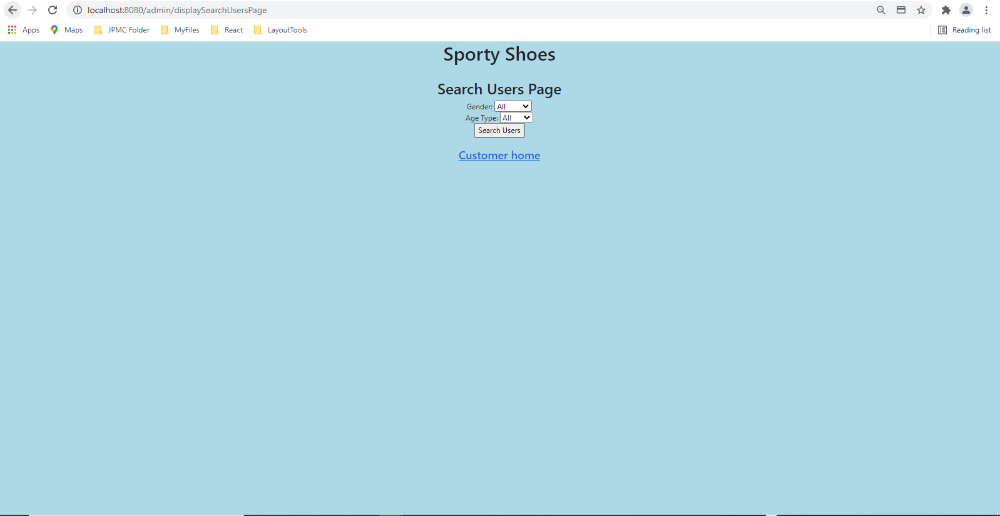 localhost:8080/admin/displaySearchUsersPage
Apps Maps JPMC Folder MyFiles React LayoutTools Reading list
Sporty Shoes
Search Users Page
Gender: All
Age Type: All
Search Users
Customer home